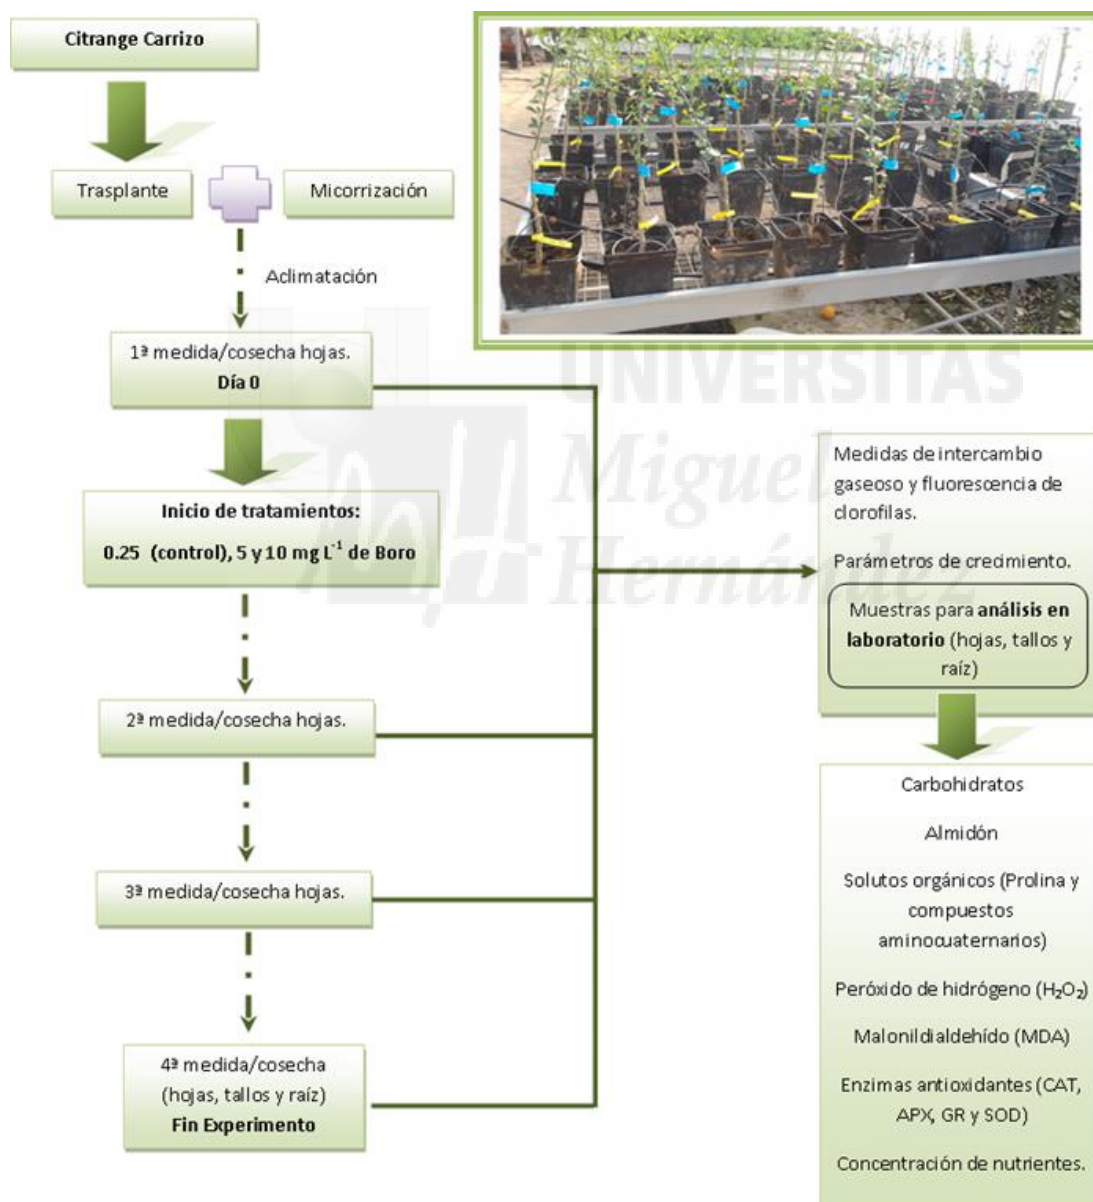 Citrange Carrizo
Trasplante
Micorrización
Aclimatación
1ª medida/cosecha hojas.
Día 0
Inicio de tratamientos:
0.25 (control), 5 y 10 mg L⁻¹ de Boro
2ª medida/cosecha hojas.
3ª medida/cosecha hojas.
4ª medida/cosecha
(hojas, tallos y raíz)
Fin Experimento
UNIVERSITAS
Miguel
Hernández
Medidas de intercambio
gaseoso y fluorescencia de
clorofilas.
Parámetros de crecimiento.
Muestras para análisis en
laboratorio (hojas, tallos y
raíz)
Carbohidratos
Almidón
Solutos orgánicos (Prolina y
compuestos
aminocuaternarios)
Peróxido de hidrógeno (H₂O₂)
Malonildialdehído (MDA)
Enzimas antioxidantes (CAT,
APX, GR y SOD)
Concentración de nutrientes.